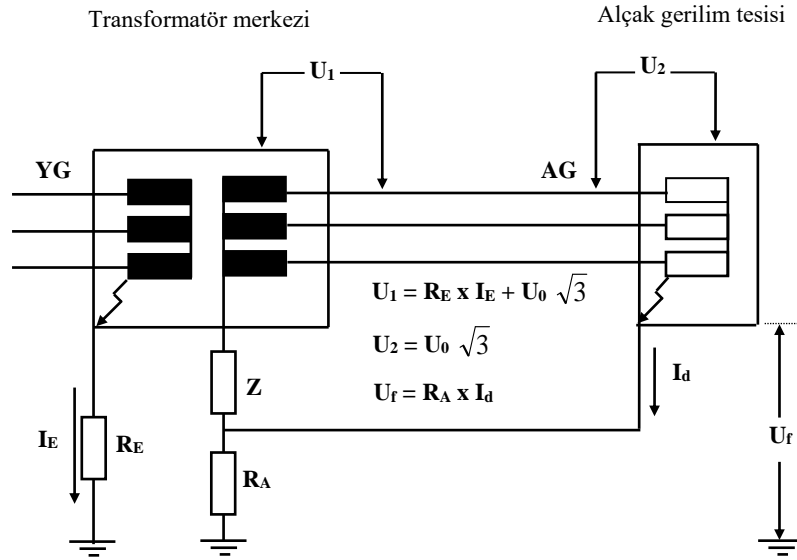 Transformatör merkezi
Alçak gerilim tesisi
U1
U2
YG
AG
U1 = RE x IE + U0 √3
U2 = U0 √3
Uf = RA x Id
Z
Id
IE
RE
RA
Uf